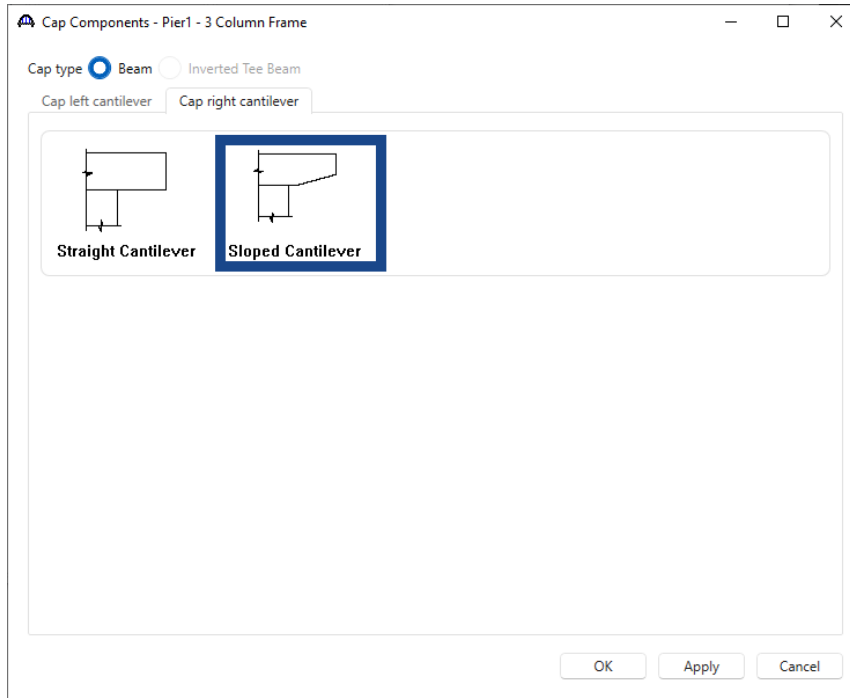 Cap Components - Pier1 - 3 Column Frame
Cap type Beam Inverted Tee Beam
Cap left cantilever Cap right cantilever
Straight Cantilever Sloped Cantilever
OK Apply Cancel